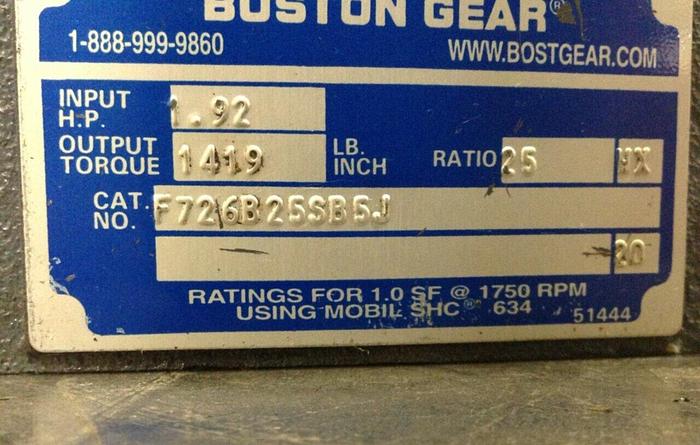 BOSTON GEAR®
1-888-999-9860 WWW.BOSTGEAR.COM
INPUT H.P. 1.92
OUTPUT TORQUE 1419 LB. INCH RATIO 25 HX
CAT. NO. F726B25SB5J
20
RATINGS FOR 1.0 SF @ 1750 RPM
USING MOBIL SHC® 634 51444